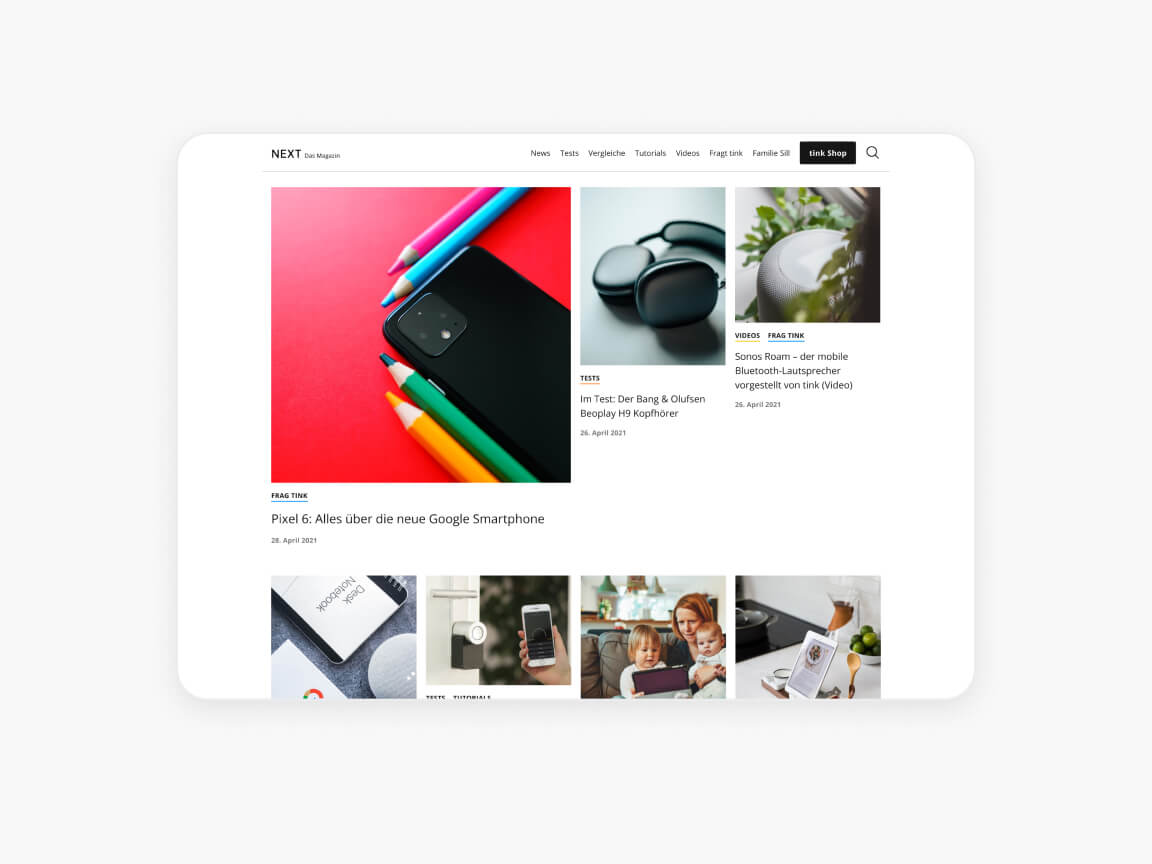 NEXT Das Magazin
News Tests Vergleiche Tutorials Videos Fragt tink Familie Sill tink Shop
FRAG TINK
Pixel 6: Alles über die neue Google Smartphone
28. April 2021
TESTS
Im Test: Der Bang & Olufsen
Beoplay H9 Kopfhörer
26. April 2021
VIDEOS FRAG TINK
Sonos Roam – der mobile
Bluetooth-Lautsprecher
vorgestellt von tink (Video)
26. April 2021
Desk
Notebook
TESTS TUTORIALS